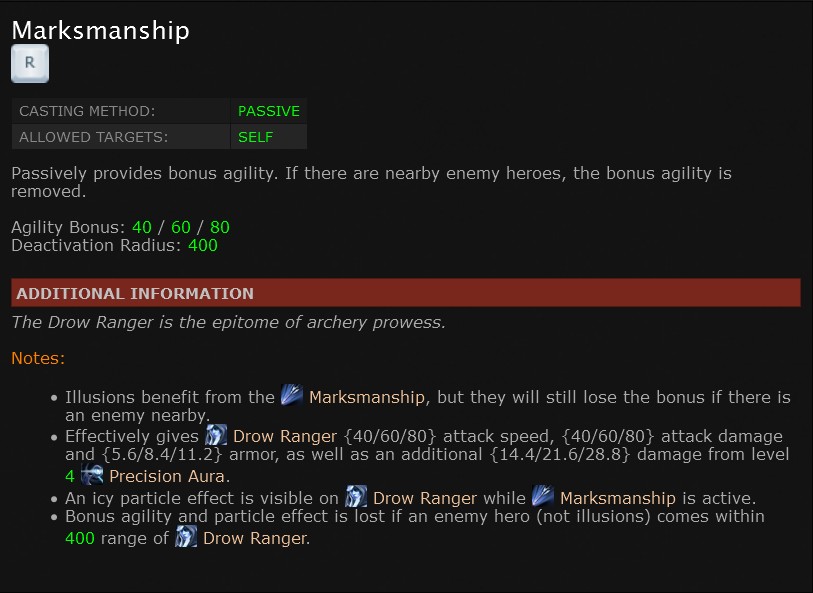 Marksmanship
R
CASTING METHOD: PASSIVE
ALLOWED TARGETS: SELF
Passively provides bonus agility. If there are nearby enemy heroes, the bonus agility is
removed.
Agility Bonus: 40 / 60 / 80
Deactivation Radius: 400
ADDITIONAL INFORMATION
The Drow Ranger is the epitome of archery prowess.
Notes:
• Illusions benefit from the Marksmanship, but they will still lose the bonus if there is
an enemy nearby.
• Effectively gives Drow Ranger {40/60/80} attack speed, {40/60/80} attack damage
and {5.6/8.4/11.2} armor, as well as an additional {14.4/21.6/28.8} damage from level
4 Precision Aura.
• An icy particle effect is visible on Drow Ranger while Marksmanship is active.
• Bonus agility and particle effect is lost if an enemy hero (not illusions) comes within
400 range of Drow Ranger.